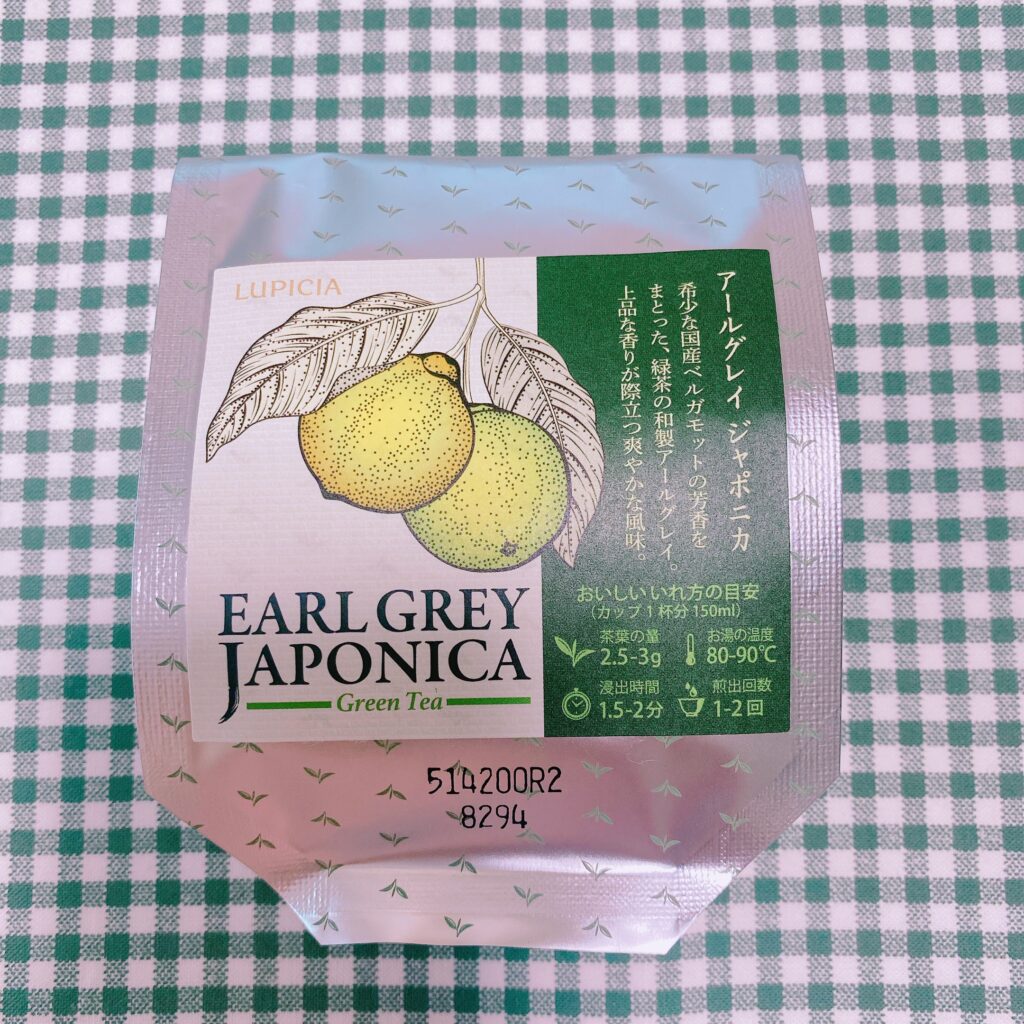 LUPICIA
EARL GREY
JAPONICA
Green Tea
アールグレイ ジャポニカ
希少な国産ベルガモットの芳香を
まとった、緑茶の和製アールグレイ。
上品な香りが際立つ爽やかな風味。
おいしいいれ方の目安
（カップ1杯分 150ml）
茶葉の量
2.5-3g
お湯の温度
80-90℃
浸出時間
1.5-2分
煎出回数
1-2回
514200R2
8294